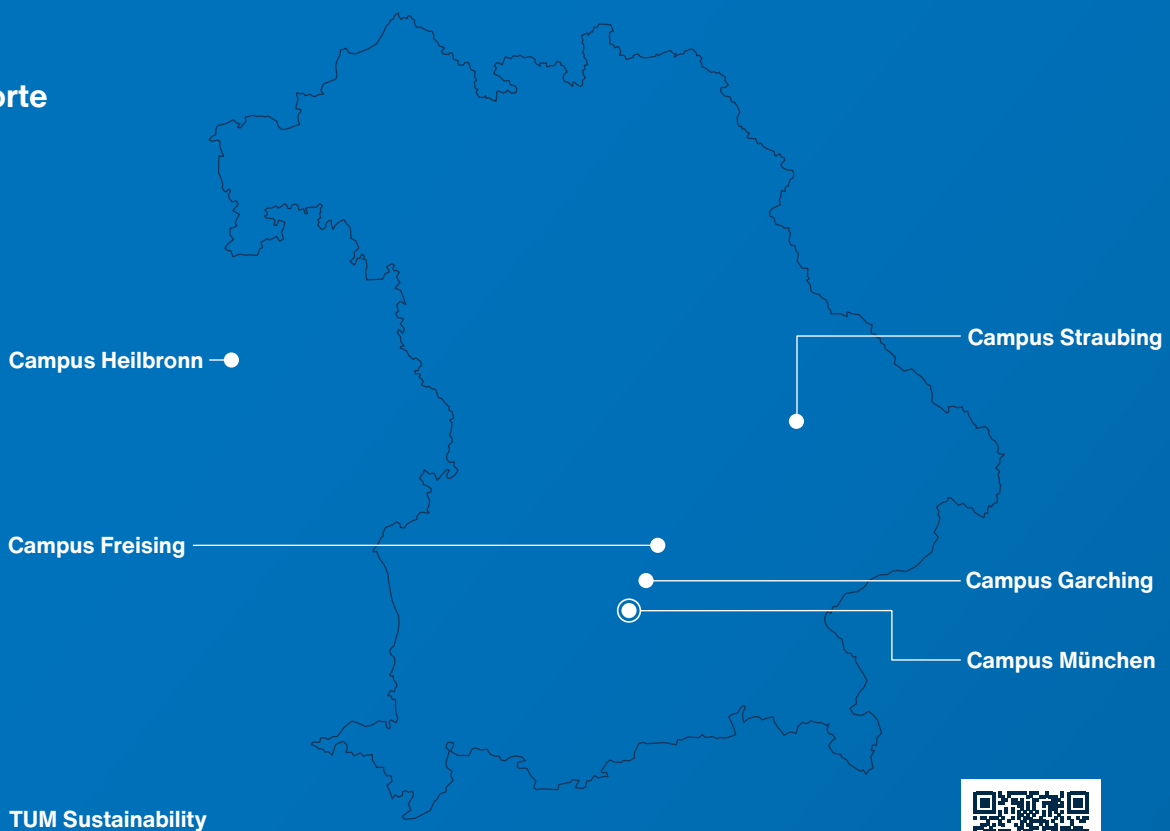 orte
Campus Heilbronn
Campus Straubing
Campus Freising
Campus Garching
Campus München
TUM Sustainability